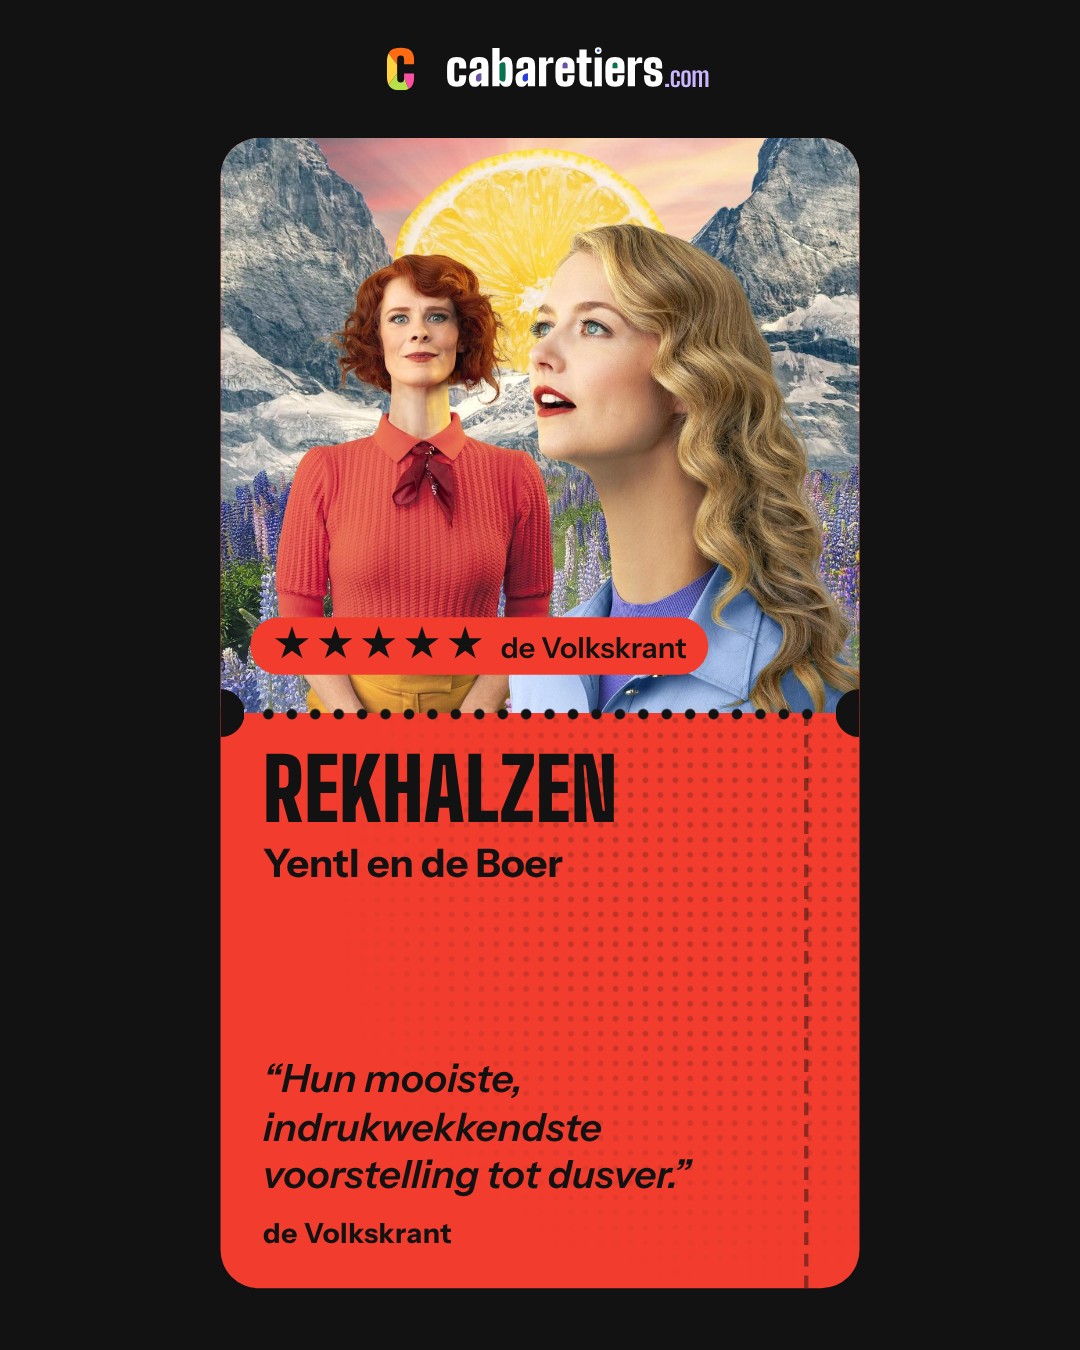 cabaretiers.com
★★★★★ de Volkskrant
REKHALZEN
Yentl en de Boer
“Hun mooiste,
indrukwekkendste
voorstelling tot dusver.”
de Volkskrant